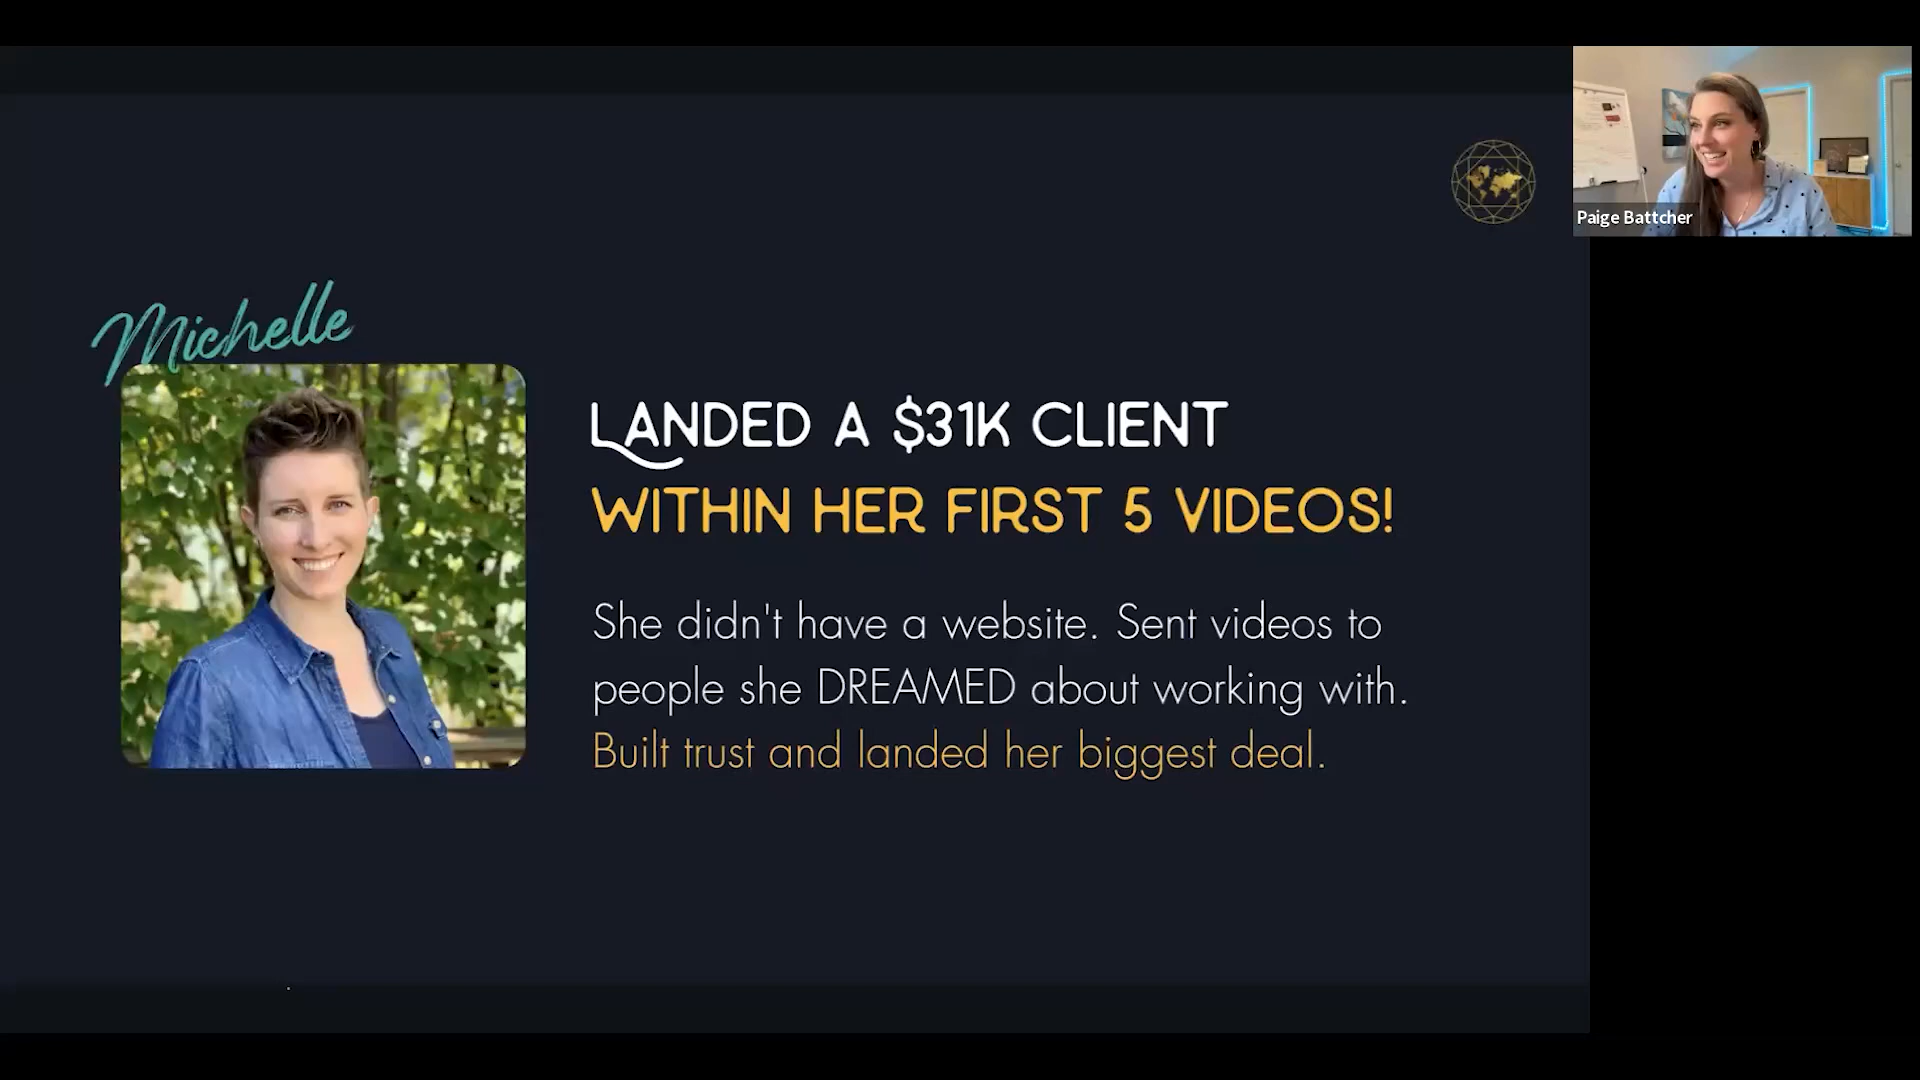 Paige Battcher
Michelle
LANDED A $31K CLIENT
WITHIN HER FIRST 5 VIDEOS!
She didn't have a website. Sent videos to
people she DREAMED about working with.
Built trust and landed her biggest deal.